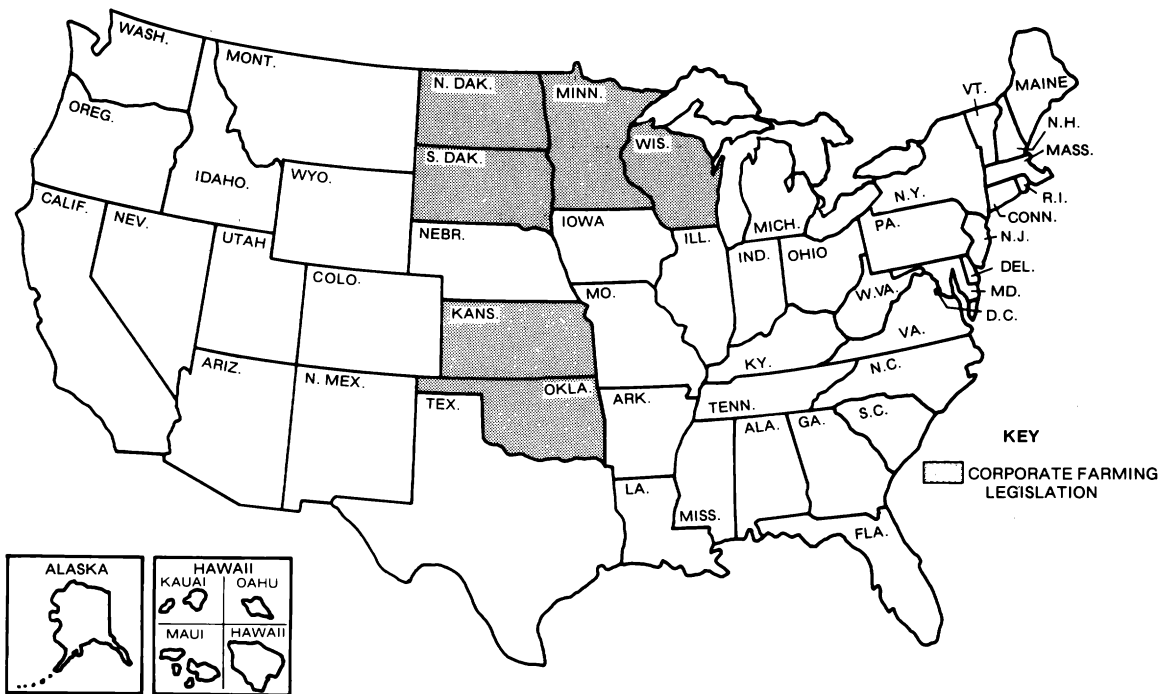 WASH.
MONT.
N. DAK.
MINN.
VT.
MAINE
OREG.
N.H.
MASS.
WIS.
S. DAK.
IDAHO.
WYO.
CALIF.
NEV.
N.Y.
R.I.
IOWA
MICH.
CONN.
UTAH
NEBR.
ILL.
PA.
N.J.
IND.
OHIO
DEL.
COLO.
MO.
W.VA.
MD.
D.C.
KANS.
VA.
ARIZ.
N. MEX.
KY.
N.C.
OKLA.
TEX.
ARK.
TENN.
S.C.
ALA.
GA.
KEY
CORPORATE FARMING
LEGISLATION
LA.
MISS.
FLA.
ALASKA
HAWAII
KAUAI
OAHU
MAUI
HAWAII